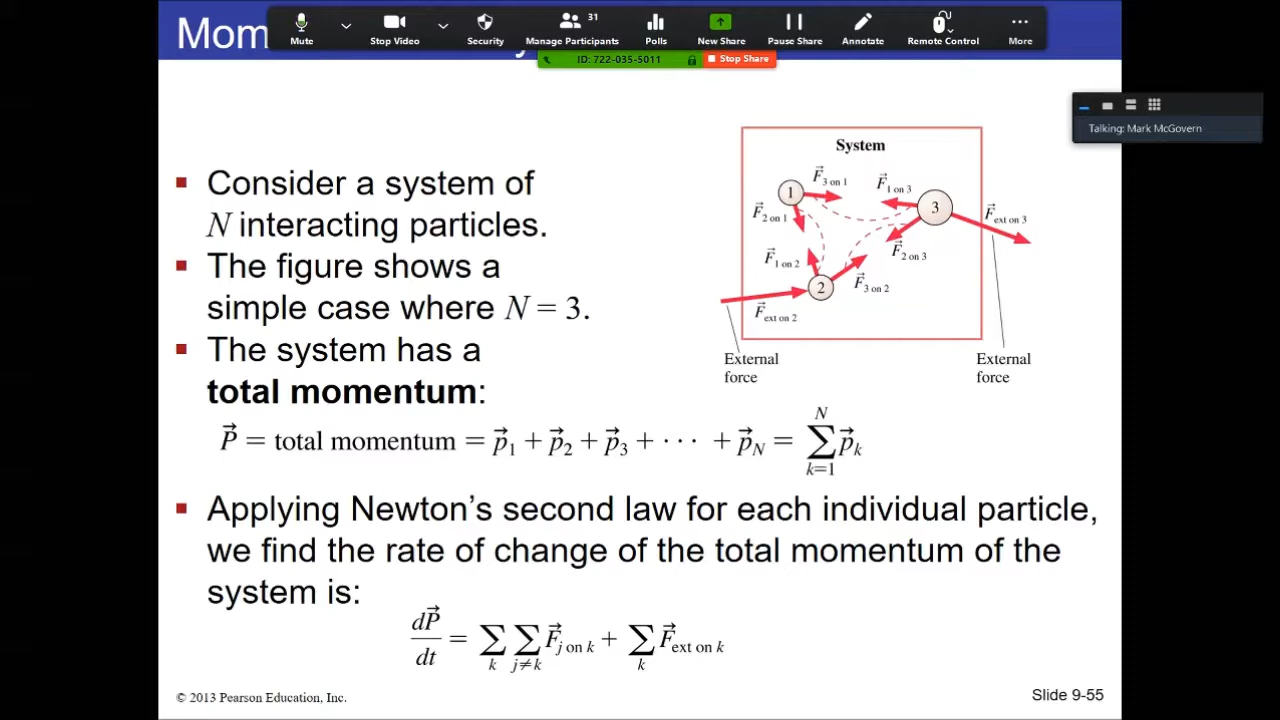 Mom
Mute
Stop Video
Security
31
Manage Participants
Polls
New Share
Pause Share
Annotate
Remote Control
More
ID: 722-035-5011
Stop Share
Talking: Mark McGovern
▪ Consider a system of
N interacting particles.
▪ The figure shows a
simple case where N = 3.
▪ The system has a
total momentum:
System
1
F⃗3 on 1
F⃗1 on 3
3
F⃗2 on 1
F⃗ext on 3
F⃗1 on 2
F⃗2 on 3
2
F⃗3 on 2
F⃗ext on 2
External
force
External
force
P⃗ = total momentum = p⃗1 + p⃗2 + p⃗3 + ··· + p⃗N = ∑ᴺₖ₌₁ p⃗k
▪ Applying Newton’s second law for each individual particle,
we find the rate of change of the total momentum of the
system is:
dP⃗/dt = ∑k ∑j≠k F⃗j on k + ∑k F⃗ext on k
© 2013 Pearson Education, Inc.
Slide 9-55